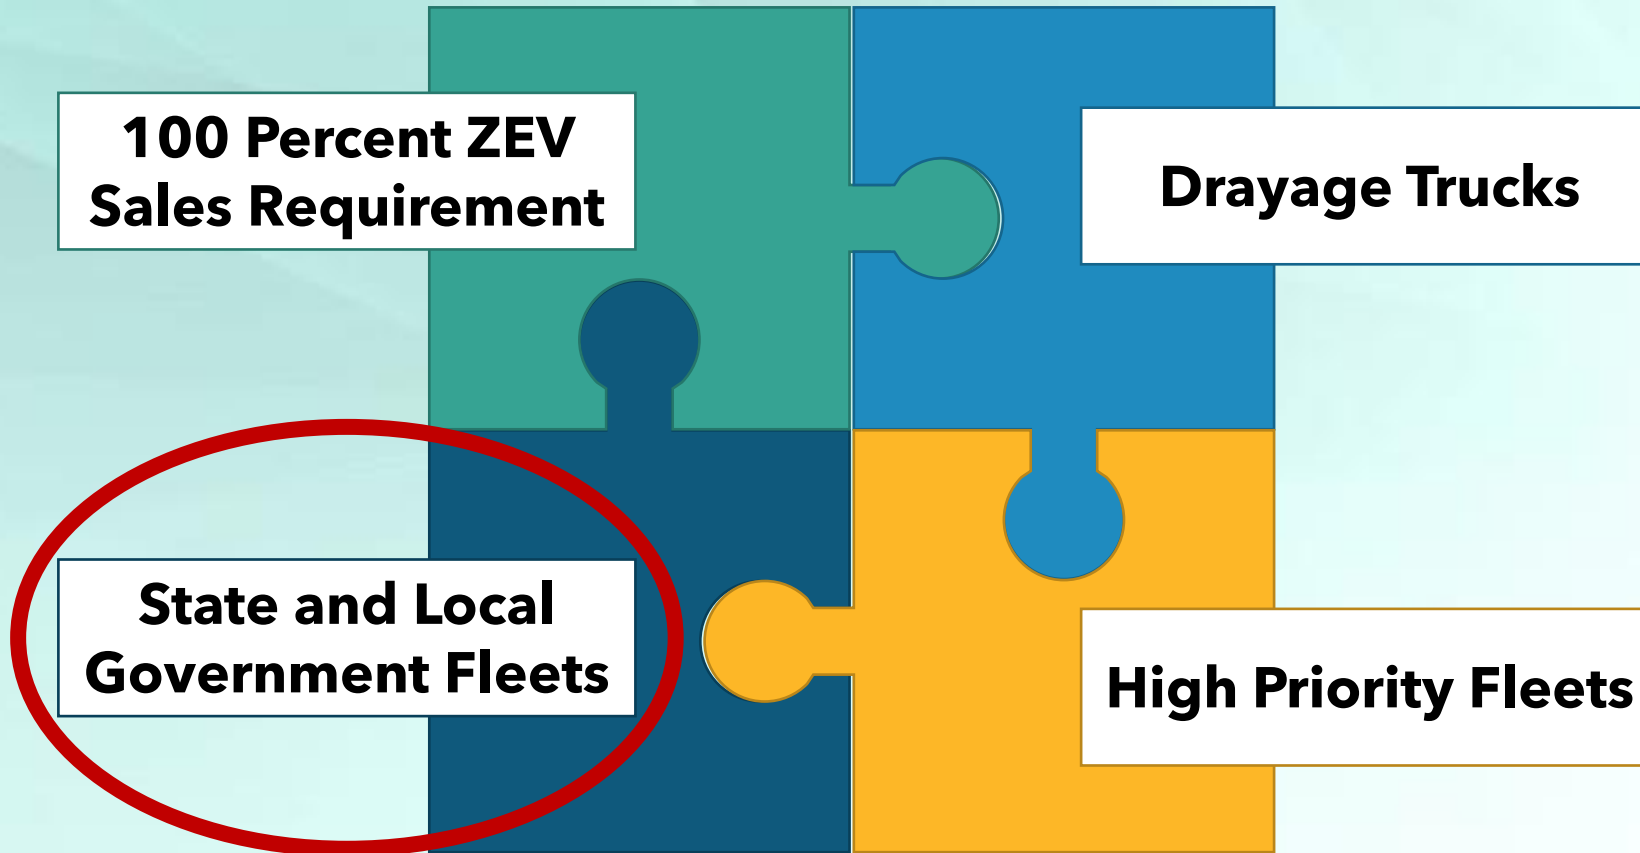 100 Percent ZEV
Sales Requirement
Drayage Trucks
State and Local
Government Fleets
High Priority Fleets